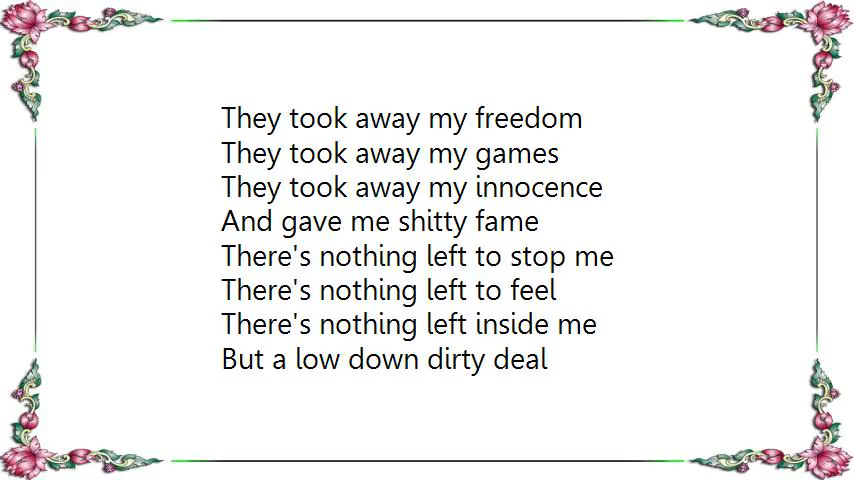 They took away my freedom
They took away my games
They took away my innocence
And gave me shitty fame
There's nothing left to stop me
There's nothing left to feel
There's nothing left inside me
But a low down dirty deal